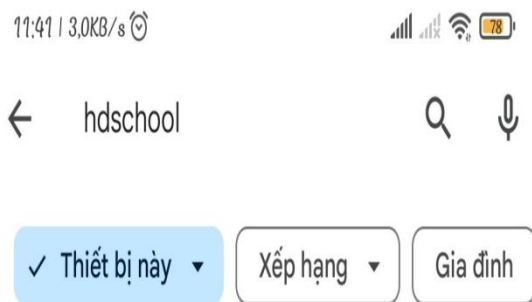 11:41 | 3,0KB/s
78
hdschool
Thiết bị này
Xếp hạng
Gia đình